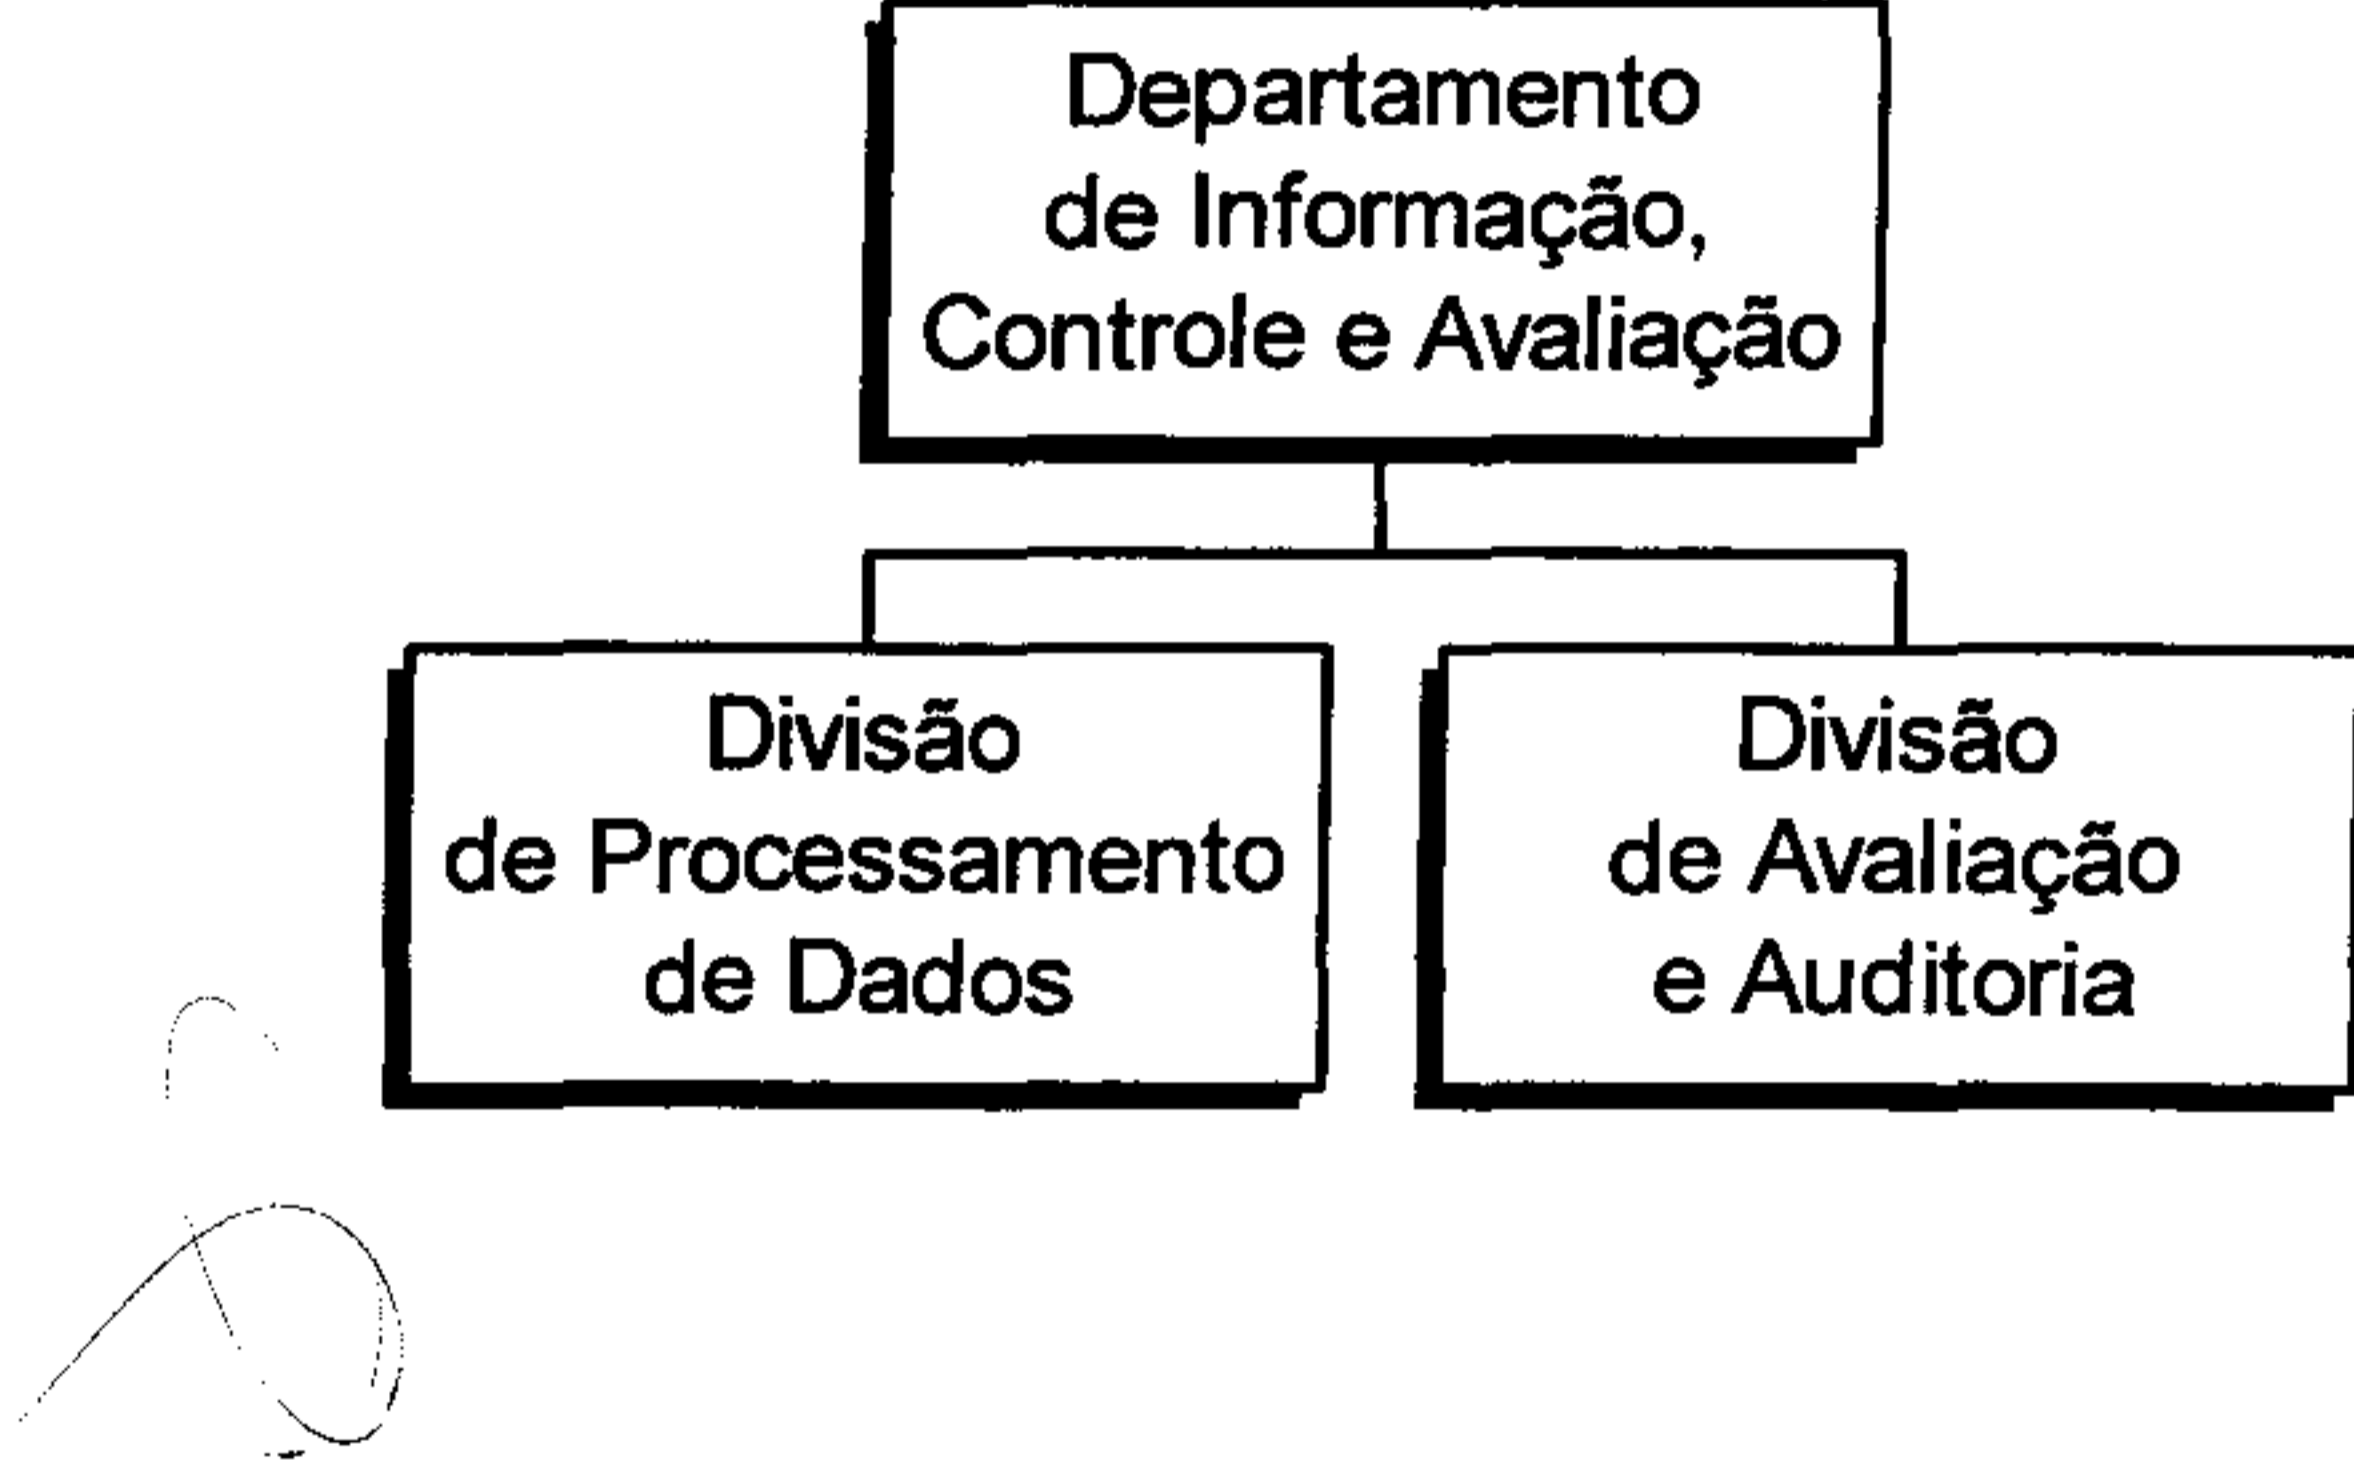 Departamento
de Informação,
Controle e Avaliação
Divisão
de Processamento
de Dados
Divisão
de Avaliação
e Auditoria